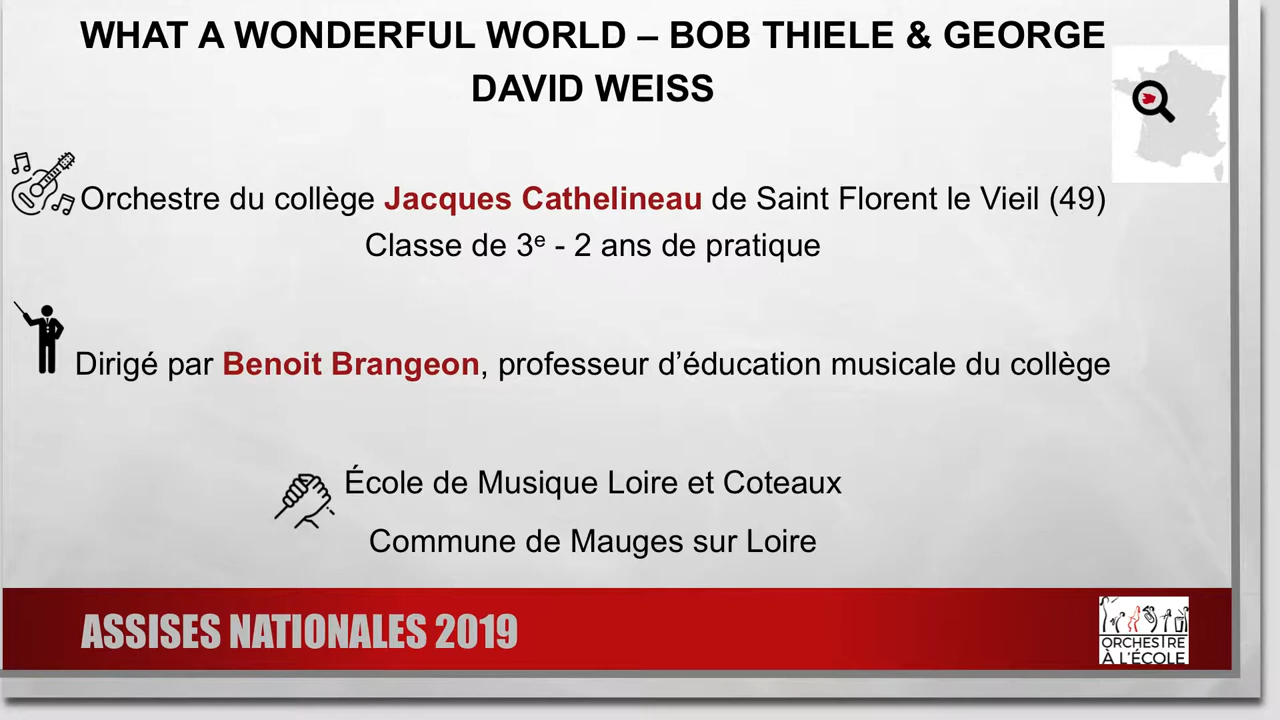 WHAT A WONDERFUL WORLD – BOB THIELE & GEORGE
DAVID WEISS
Orchestre du collège Jacques Cathelineau de Saint Florent le Vieil (49)
Classe de 3ᵉ - 2 ans de pratique
Dirigé par Benoit Brangeon, professeur d’éducation musicale du collège
École de Musique Loire et Coteaux
Commune de Mauges sur Loire
ASSISES NATIONALES 2019
ORCHESTRE
À L'ÉCOLE